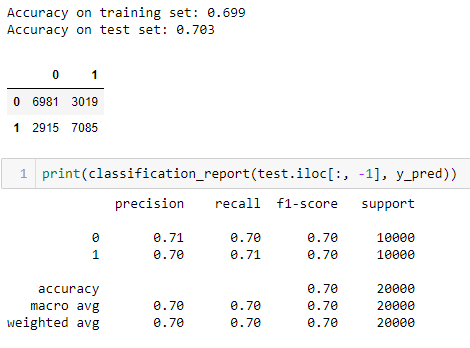 Accuracy on training set: 0.699
Accuracy on test set: 0.703
0 1
0 6981 3019
1 2915 7085
1 print(classification_report(test.iloc[:, -1], y_pred))
precision recall f1-score support
0 0.71 0.70 0.70 10000
1 0.70 0.71 0.70 10000
accuracy 0.70 20000
macro avg 0.70 0.70 0.70 20000
weighted avg 0.70 0.70 0.70 20000